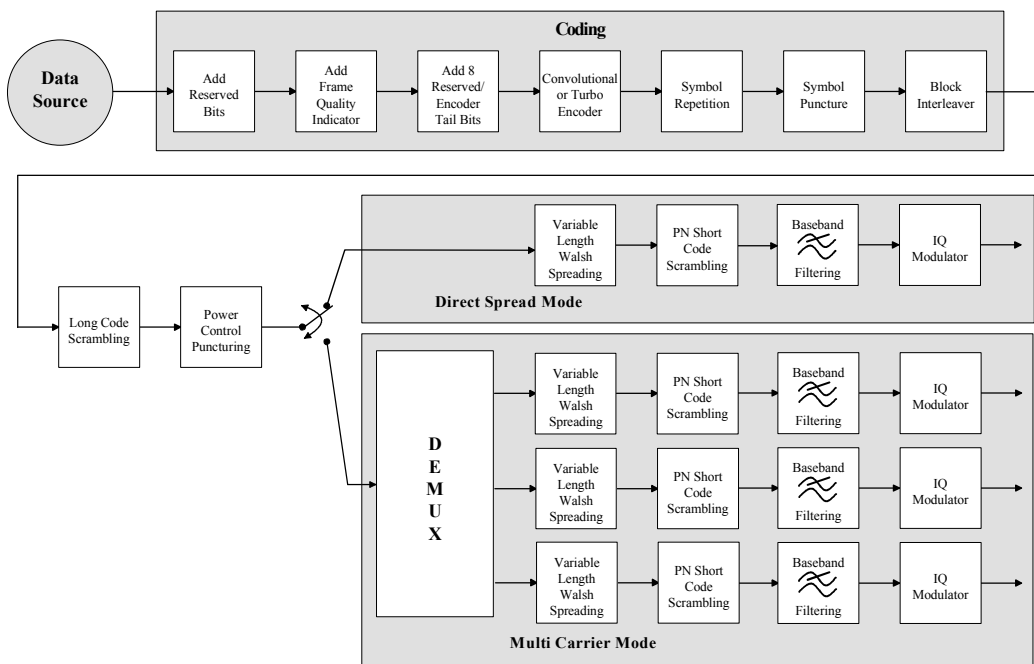 Coding
Data
Source
Add
Reserved
Bits
Add
Frame
Quality
Indicator
Add 8
Reserved/
Encoder
Tail Bits
Convolutional
or Turbo
Encoder
Symbol
Repetition
Symbol
Puncture
Block
Interleaver
Long Code
Scrambling
Power
Control
Puncturing
Variable
Length
Walsh
Spreading
PN Short
Code
Scrambling
Baseband
Filtering
IQ
Modulator
Direct Spread Mode
D
E
M
U
X
Variable
Length
Walsh
Spreading
PN Short
Code
Scrambling
Baseband
Filtering
IQ
Modulator
Variable
Length
Walsh
Spreading
PN Short
Code
Scrambling
Baseband
Filtering
IQ
Modulator
Variable
Length
Walsh
Spreading
PN Short
Code
Scrambling
Baseband
Filtering
IQ
Modulator
Multi Carrier Mode